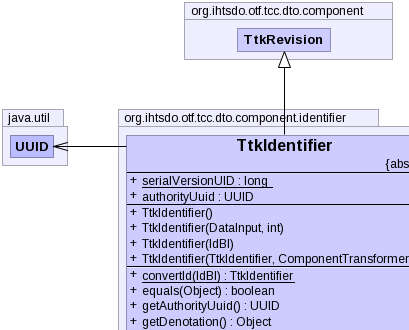 org.ihtsdo.otf.tcc.dto.component
TtkRevision
java.util
UUID
org.ihtsdo.otf.tcc.dto.component.identifier
TtkIdentifier
{abs
+ serialVersionUID : long
+ authorityUuid : UUID
+ TtkIdentifier()
+ TtkIdentifier(DataInput, int)
+ TtkIdentifier(IdBI)
+ TtkIdentifier(TtkIdentifier, ComponentTransformer
+ convertId(IdBI) : TtkIdentifier
+ equals(Object) : boolean
+ getAuthorityUuid() : UUID
+ getDenotation() : Object